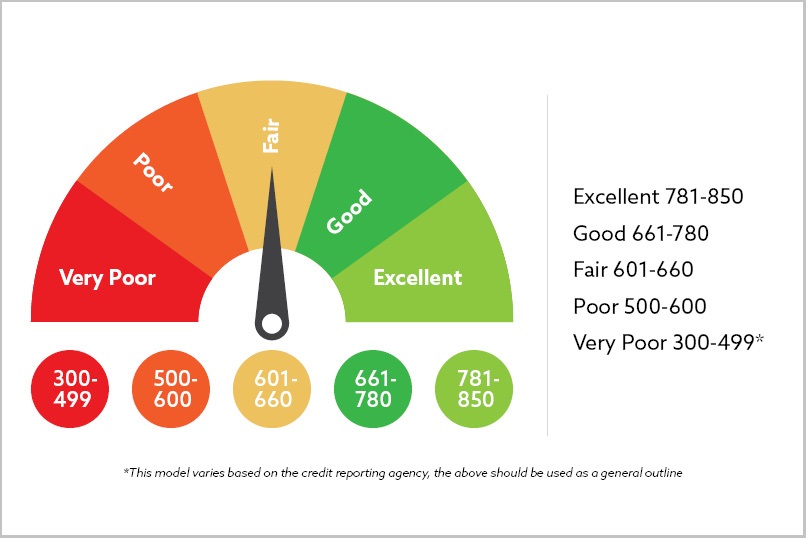 Fair
Poor
Good
Very Poor
Excellent
300-
499
500-
600
601-
660
661-
780
781-
850
Excellent 781-850
Good 661-780
Fair 601-660
Poor 500-600
Very Poor 300-499*
*This model varies based on the credit reporting agency, the above should be used as a general outline